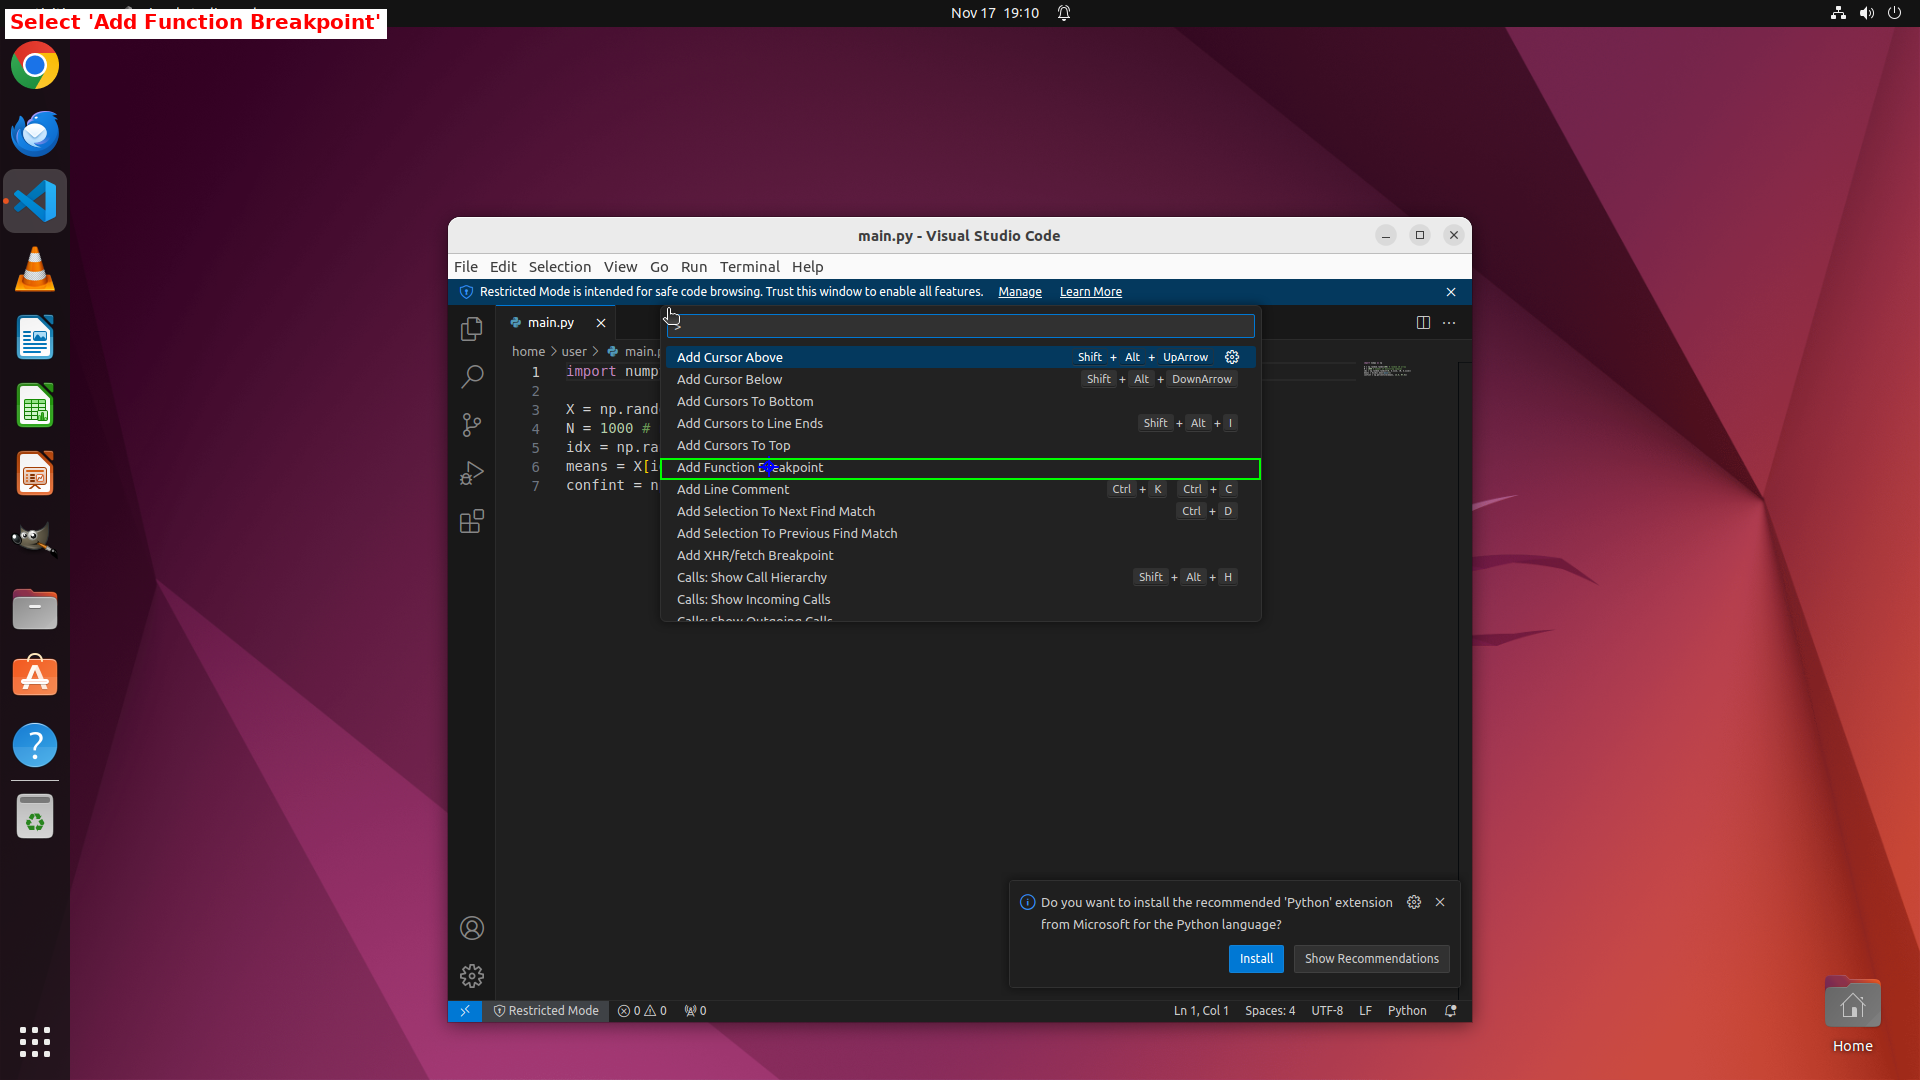 Select 'Add Function Breakpoint'
Nov 17 19:10
main.py - Visual Studio Code
File Edit Selection View Go Run Terminal Help
Restricted Mode is intended for safe code browsing. Trust this window to enable all features. Manage Learn More
main.py
>
home > user > main.p
Add Cursor Above Shift + Alt + UpArrow
Add Cursor Below Shift + Alt + DownArrow
Add Cursors To Bottom
Add Cursors to Line Ends Shift + Alt + I
Add Cursors To Top
Add Function Breakpoint
Add Line Comment Ctrl + K Ctrl + C
Add Selection To Next Find Match Ctrl + D
Add Selection To Previous Find Match
Add XHR/fetch Breakpoint
Calls: Show Call Hierarchy Shift + Alt + H
Calls: Show Incoming Calls
Calls: Show Outgoing Calls
1 import nump
2
3 X = np.rand
4 N = 1000 #
5 idx = np.ra
6 means = X[i
7 confint = n
Do you want to install the recommended 'Python' extension
from Microsoft for the Python language?
Install Show Recommendations
Restricted Mode 0 0 0 Ln 1, Col 1 Spaces: 4 UTF-8 LF Python
Home